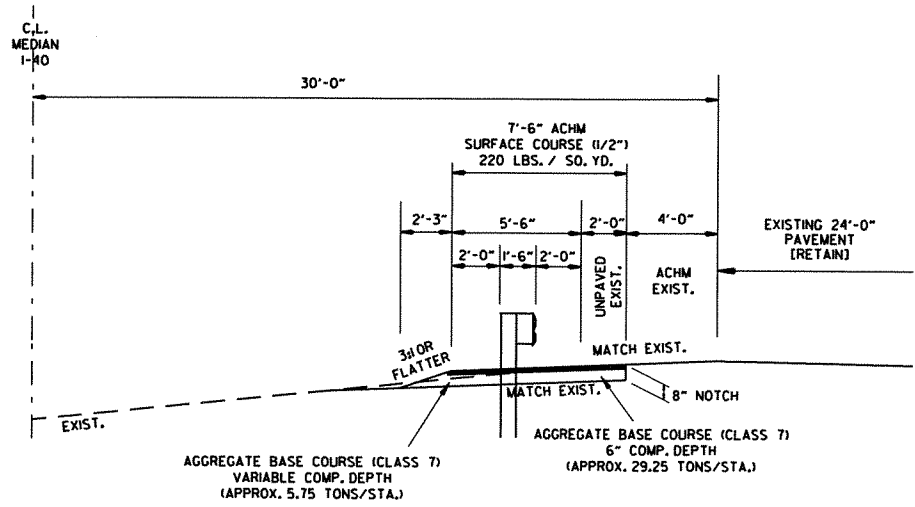 C.L.
MEDIAN
I-40
30'-0"
7'-6" ACHM
SURFACE COURSE (1/2")
220 LBS. / SQ. YD.
2'-3"
5'-6"
2'-0"
4'-0"
2'-0"
1'-6"
2'-0"
UNPAVED
EXIST.
ACHM
EXIST.
EXISTING 24'-0"
PAVEMENT
[RETAIN]
3:1 OR
FLATTER
MATCH EXIST.
MATCH EXIST.
8" NOTCH
EXIST.
AGGREGATE BASE COURSE (CLASS 7)
VARIABLE COMP. DEPTH
(APPROX. 5.75 TONS/STA.)
AGGREGATE BASE COURSE (CLASS 7)
6" COMP. DEPTH
(APPROX. 29.25 TONS/STA.)